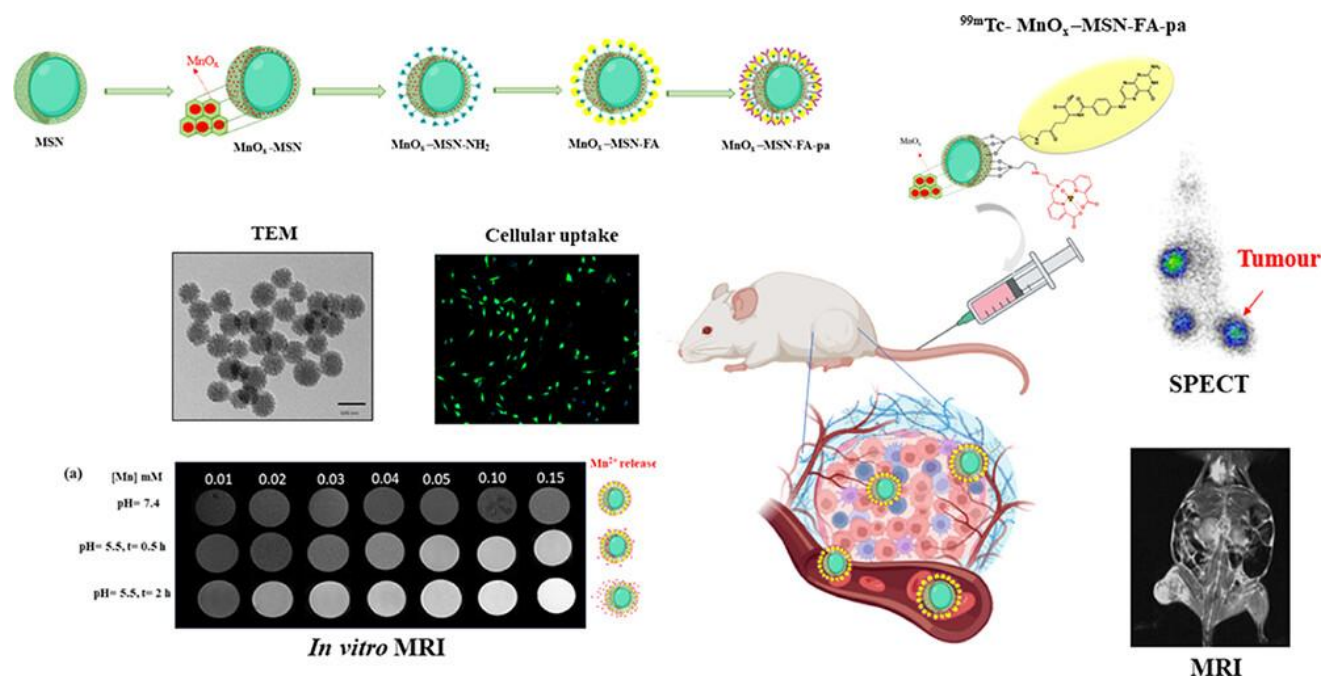 ⁹⁹ᵐTc- MnOₓ–MSN-FA-pa
MnOₓ
MSN
MnOₓ-MSN
MnOₓ–MSN-NH₂
MnOₓ–MSN-FA
MnOₓ–MSN-FA-pa
MnOₓ
TEM
Cellular uptake
Tumour
SPECT
(a)
[Mn] mM
0.01 0.02 0.03 0.04 0.05 0.10 0.15
Mn²⁺ release
pH= 7.4
pH= 5.5, t= 0.5 h
pH= 5.5, t= 2 h
In vitro MRI
MRI